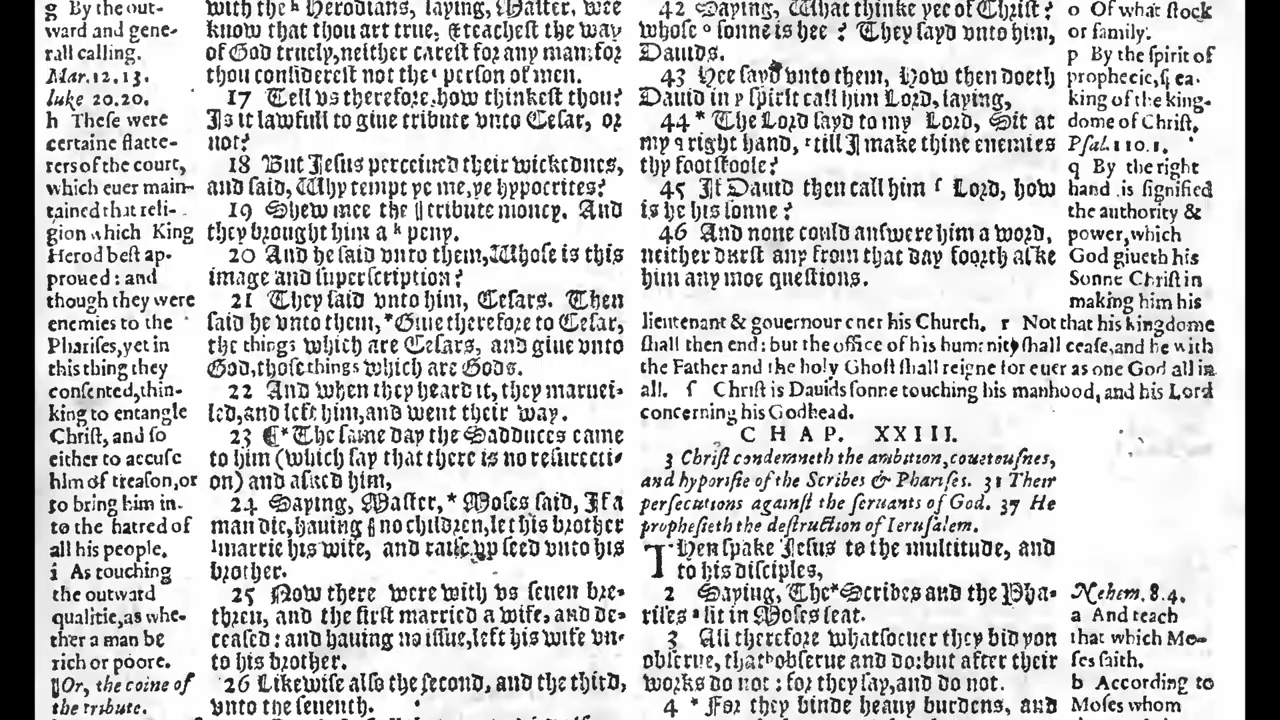 g By the out-
ward and gene-
rall calling.
Mar.12.13.
luke 20.20.
h These were
certaine flatte-
rers of the court,
which euer main-
tained that reli-
gion which King
Herod best ap-
proued: and
though they were
enemies to the
Pharises, yet in
this thing they
consented, thin-
king to entangle
Christ, and so
either to accuse
him of treason, or
to bring him in-
to the hatred of
all his people.
i As touching
the outward
qualitie, as whe-
ther a man be
rich or poore.
‖Or, the coine of
the tribute.
with the ʰ Herodians, saying, Master, wee
know that thou art true, & teachest the way
of God truely, neither carest for any man: for
thou considerest not the ⁱ person of men.
17 Tell vs therefore, how thinkest thou?
Is it lawfull to giue tribute vnto Cesar, or
not?
18 But Jesus perceiued their wickednes,
and said, Why tempt ye me, ye hypocrites?
19 Shew mee the ‖ tribute money. And
they brought him a ᵏ peny.
20 And he said vnto them, Whose is this
image and superscription?
21 They said vnto him, Cesars. Then
said he vnto them, *Giue therefore to Cesar,
the things which are Cesars, and giue vnto
God, those things which are Gods.
22 And when they heard it, they maruei-
led, and left him, and went their way.
23 ¶* The same day the Sadduces came
to him (which say that there is no resurrecti-
on) and asked him,
24 Saying, Master, * Moses said, If a
man die, hauing no children, let his brother
marrie his wife, and raise vp seed vnto his
brother.
25 Now there were with vs seuen bre-
thren, and the first married a wife, and de-
ceased: and hauing no issue, left his wife vn-
to his brother.
26 Likewise also the second, and the third,
vnto the seuenth.
42 Saying, What thinke yee of Christ?
whose ᵒ sonne is hee? They sayd vnto him,
Dauids.
43 Hee sayd vnto them, How then doeth
Dauid in ᵖ spirit call him Lord, saying,
44 * The Lord sayd to my Lord, Sit at
my ᑫ right hand, ʳ till I make thine enemies
thy footstoole?
45 If Dauid then call him ſ Lord, how
is he his sonne?
46 And none could answere him a word,
neither durst any from that day foorth aske
him any moe questions.
o Of what stock
or family.
p By the spirit of
prophecie, speaking
king of the king-
dome of Christ.
Psal.110.1.
q By the right
hand is signified
the authority &
power, which
God giueth his
Sonne Christ in
making him his
lieutenant & gouernour ouer his Church. r Not that his kingdome
shall then end: but the office of his humanity shall cease, and he with
the Father and the holy Ghost shall reigne for euer as one God all in
all. ſ Christ is Dauids sonne touching his manhood, and his Lord
concerning his Godhead.
CHAP. XXIII.
3 Christ condemneth the ambition, couetousnes,
and hypocrisie of the Scribes & Pharises. 31 Their
persecutions against the seruants of God. 37 He
prophesieth the destruction of Ierusalem.
Then spake Jesus to the multitude, and
to his disciples,
2 Saying, The *Scribes and the Pha-
rises ᵃ sit in Moses seat.
3 All therefore whatsoeuer they bid you
obserue, that ᵇ obserue and do: but after their
works do not: for they say, and do not.
4 * For they binde heauy burdens, and
Nehem. 8.4.
a And teach
that which Mo-
ses saith.
b According to
Moses whom